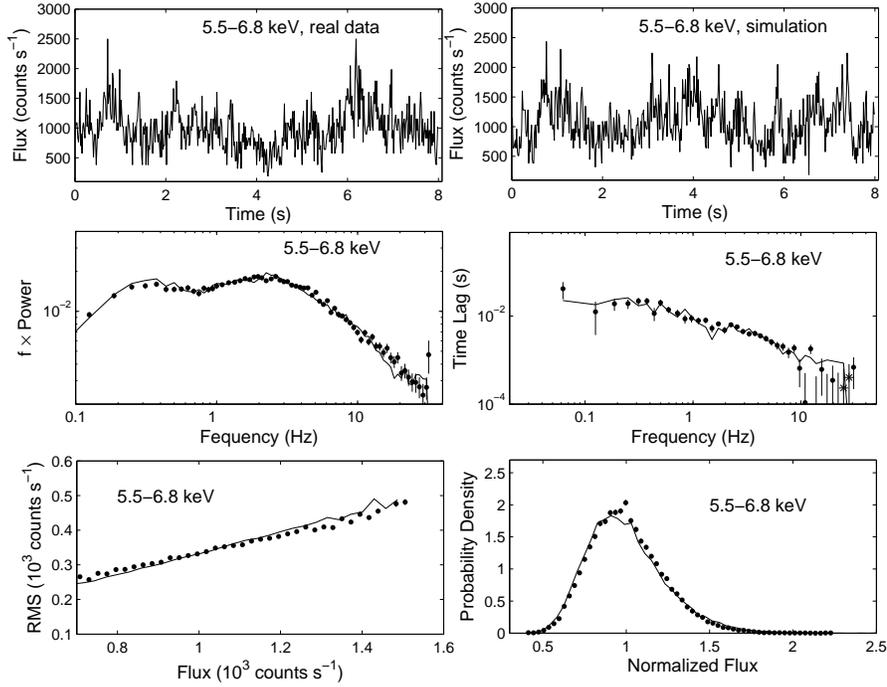 3000
2500
2000
1500
1000
500
0 2 4 6 8
5.5−6.8 keV, real data
Flux (counts s−1)
Time (s)
3000
2500
2000
1500
1000
500
0 2 4 6 8
5.5−6.8 keV, simulation
Flux (counts s−1)
Time (s)
10−2
0.1 1 10
5.5−6.8 keV
f × Power
Fequency (Hz)
10−2
10−4
0.1 1 10
5.5−6.8 keV
Time Lag (s)
Frequency (Hz)
0.6
0.5
0.4
0.3
0.2
0.1
0.8 1 1.2 1.4 1.6
5.5−6.8 keV
RMS (10³ counts s−1)
Flux (10³ counts s−1)
2.5
2
1.5
1
0.5
0
0.5 1 1.5 2 2.5
5.5−6.8 keV
Probability Density
Normalized Flux